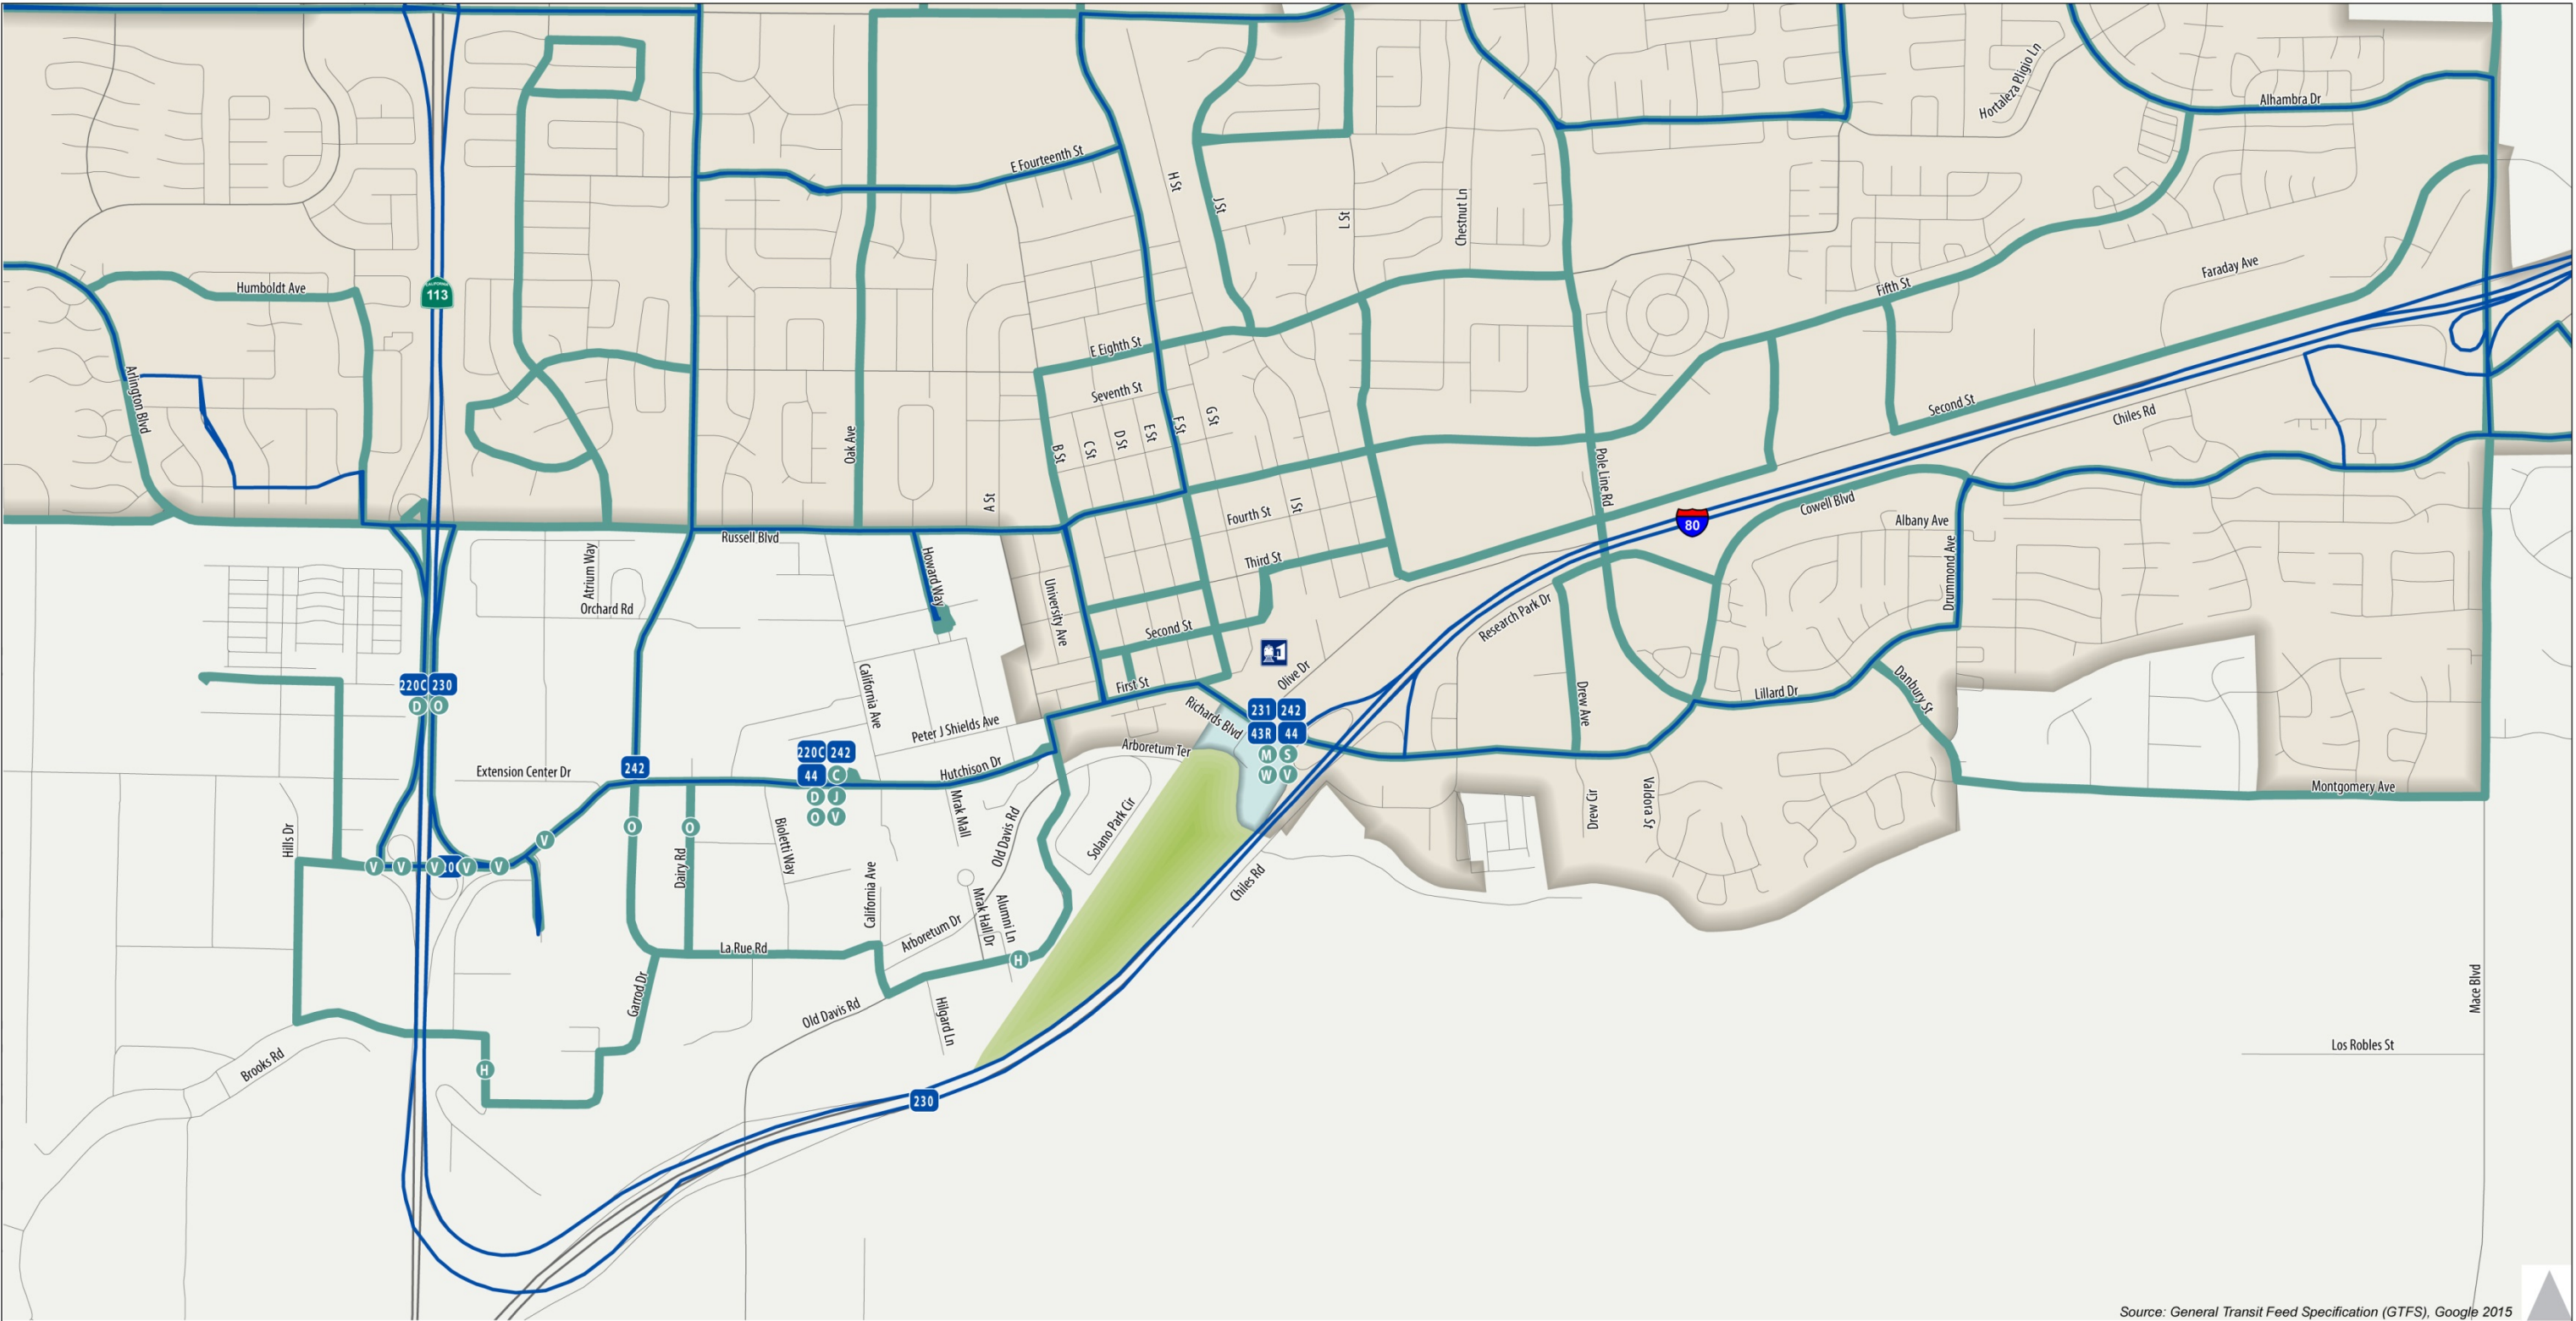 Hortaleza Pligio Ln
Alhambra Dr
E Fourteenth St
H St
J St
L St
Chestnut Ln
Faraday Ave
Humboldt Ave
CALIFORNIA
113
Fifth St
E Eighth St
Arlington Blvd
Seventh St
Second St
Chiles Rd
Oak Ave
B St
C St
D St
E St
F St
G St
Pole Line Rd
A St
Fourth St
I St
Cowell Blvd
80
Albany Ave
Russell Blvd
Third St
Howard Way
Atrium Way
Orchard Rd
University Ave
Research Park Dr
Drummond Ave
Second St
220C 230
D O
California Ave
First St
Olive Dr
Richards Blvd
231 242
43R 44
M S
W V
Drew Ave
Lillard Dr
Danbury St
Peter J Shields Ave
Arboretum Ter
220C 242
44 C
D J
O V
242
Extension Center Dr
Hutchison Dr
Montgomery Ave
Drew Cir
Valdora St
Mrak Mall
Old Davis Rd
Solano Park Cir
Hills Dr
O
O
V
Bioletti Way
Dairy Rd
V V V V V
Chiles Rd
California Ave
Mrak Hall Dr
Alumni Ln
Arboretum Dr
La Rue Rd
H
Garrod Dr
Old Davis Rd
Hilgard Ln
Mace Blvd
Brooks Rd
H
Los Robles St
230
Source: General Transit Feed Specification (GTFS), Google 2015